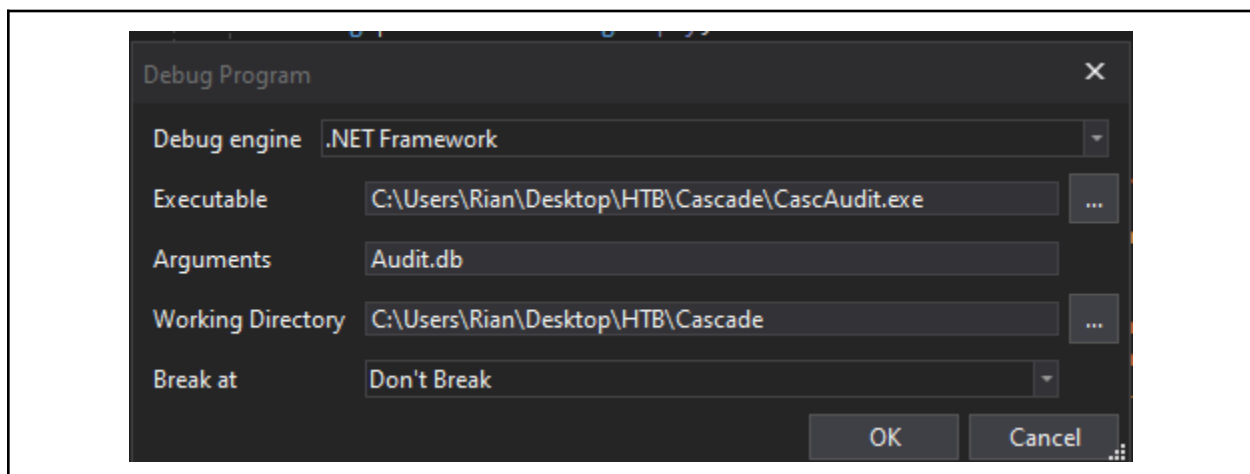 Debug Program
Debug engine .NET Framework
Executable C:\Users\Rian\Desktop\HTB\Cascade\CascAudit.exe ...
Arguments Audit.db
Working Directory C:\Users\Rian\Desktop\HTB\Cascade ...
Break at Don't Break
OK Cancel